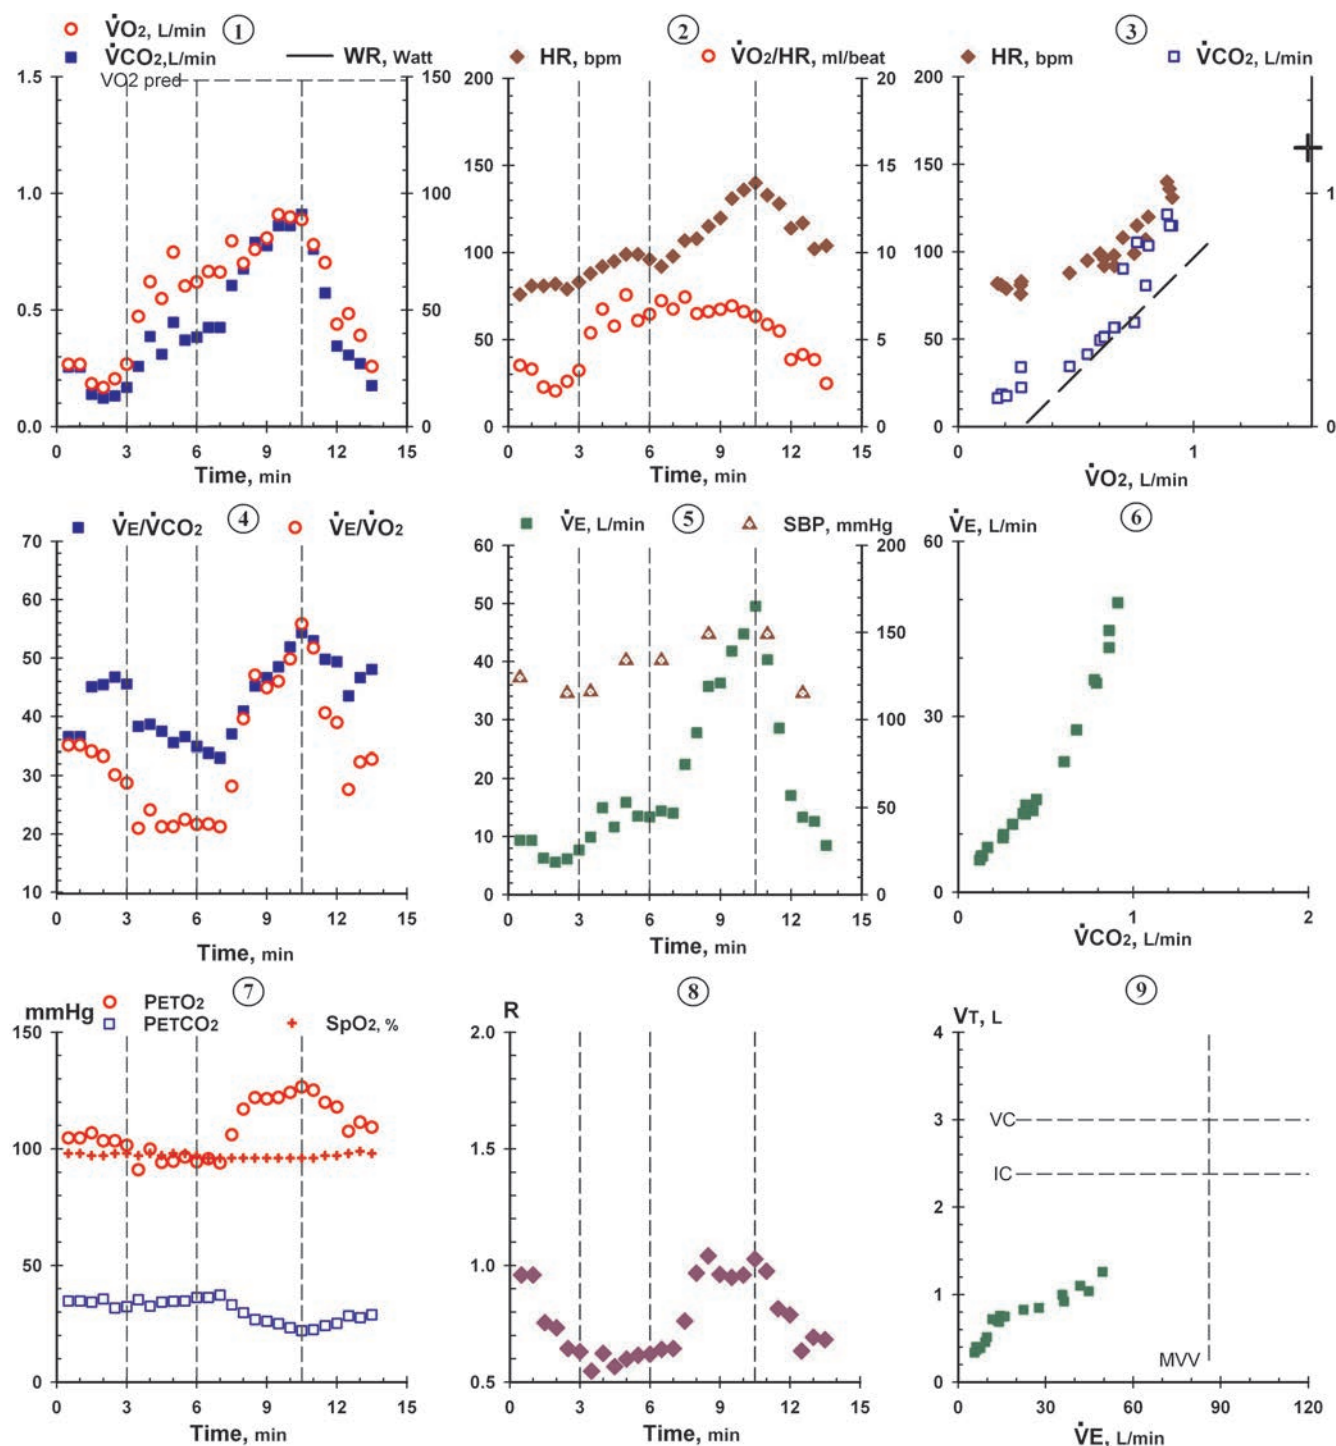 V̇O₂, L/min
V̇CO₂,L/min
1
WR, Watt
VO2 pred
1.5
1.0
0.5
0.0
150
100
50
0
0 3 6 9 12 15
Time, min
2
HR, bpm
V̇O₂/HR, ml/beat
200
150
100
50
0
20
15
10
5
0
0 3 6 9 12 15
Time, min
3
HR, bpm
V̇CO₂, L/min
200
150
100
50
0
1
0
0 1
V̇O₂, L/min
V̇E/V̇CO₂
4
V̇E/V̇O₂
70
60
50
40
30
20
10
0 3 6 9 12 15
Time, min
V̇E, L/min
5
SBP, mmHg
60
50
40
30
20
10
0
200
150
100
50
0
0 3 6 9 12 15
Time, min
V̇E, L/min
6
60
30
0
0 1 2
V̇CO₂, L/min
7
mmHg
PETO₂
PETCO₂
SpO₂, %
150
100
50
0
0 3 6 9 12 15
Time, min
R
8
2.0
1.5
1.0
0.5
0 3 6 9 12 15
Time, min
9
VT, L
4
3
2
1
0
VC
IC
MVV
0 30 60 90 120
V̇E, L/min